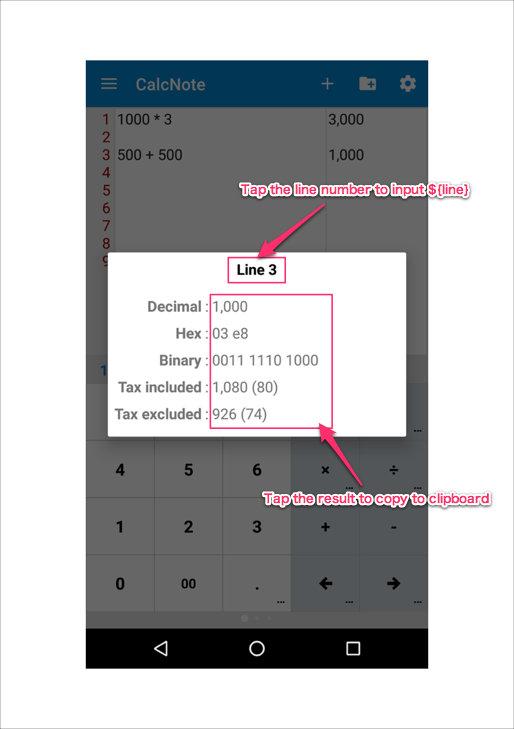 CalcNote
1 1000 * 3 3,000
2
3 500 + 500 1,000
4
5
6
7
8
9
Tap the line number to input ${line}
Line 3
Decimal : 1,000
Hex : 03 e8
Binary : 0011 1110 1000
Tax included : 1,080 (80)
Tax excluded : 926 (74)
1
...
Tap the result to copy to clipboard
4 5 6 × ÷
... ...
1 2 3 + -
0 00 . ← →
... ... ...